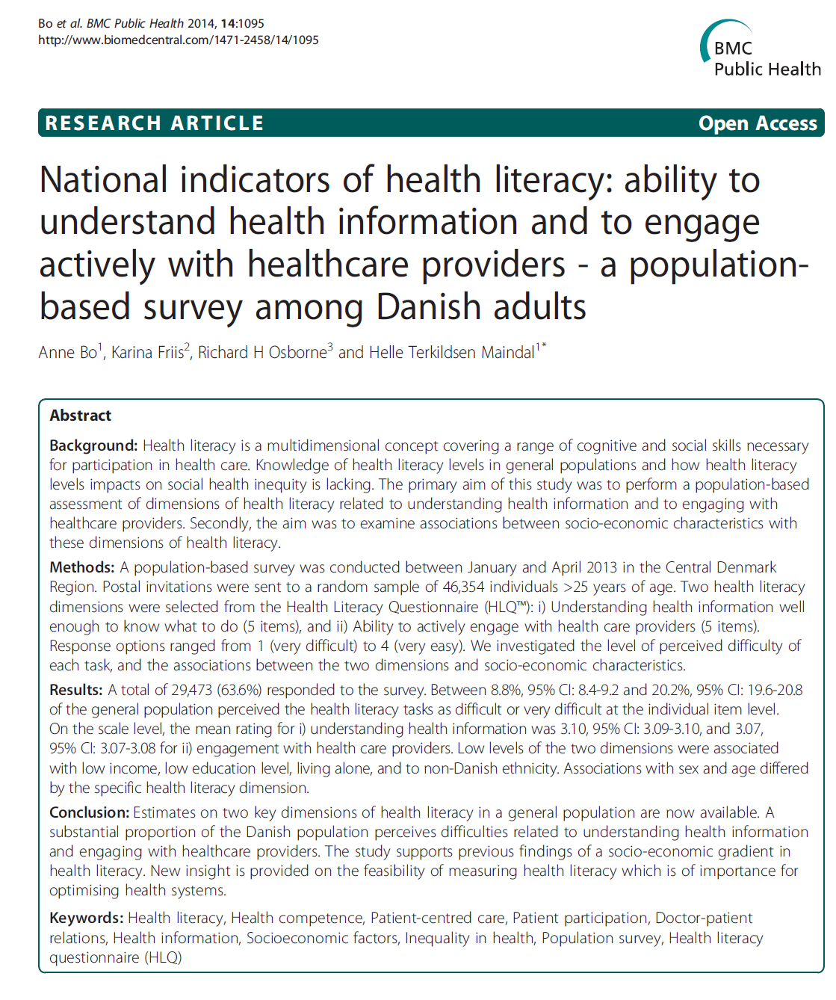 Bo et al. BMC Public Health 2014, 14:1095
http://www.biomedcentral.com/1471-2458/14/1095
BMC
Public Health
RESEARCH ARTICLE Open Access
National indicators of health literacy: ability to
understand health information and to engage
actively with healthcare providers - a population-
based survey among Danish adults
Anne Bo1, Karina Friis2, Richard H Osborne3 and Helle Terkildsen Maindal1*
Abstract
Background: Health literacy is a multidimensional concept covering a range of cognitive and social skills necessary
for participation in health care. Knowledge of health literacy levels in general populations and how health literacy
levels impacts on social health inequity is lacking. The primary aim of this study was to perform a population-based
assessment of dimensions of health literacy related to understanding health information and to engaging with
healthcare providers. Secondly, the aim was to examine associations between socio-economic characteristics with
these dimensions of health literacy.
Methods: A population-based survey was conducted between January and April 2013 in the Central Denmark
Region. Postal invitations were sent to a random sample of 46,354 individuals >25 years of age. Two health literacy
dimensions were selected from the Health Literacy Questionnaire (HLQ™): i) Understanding health information well
enough to know what to do (5 items), and ii) Ability to actively engage with health care providers (5 items).
Response options ranged from 1 (very difficult) to 4 (very easy). We investigated the level of perceived difficulty of
each task, and the associations between the two dimensions and socio-economic characteristics.
Results: A total of 29,473 (63.6%) responded to the survey. Between 8.8%, 95% CI: 8.4-9.2 and 20.2%, 95% CI: 19.6-20.8
of the general population perceived the health literacy tasks as difficult or very difficult at the individual item level.
On the scale level, the mean rating for i) understanding health information was 3.10, 95% CI: 3.09-3.10, and 3.07,
95% CI: 3.07-3.08 for ii) engagement with health care providers. Low levels of the two dimensions were associated
with low income, low education level, living alone, and to non-Danish ethnicity. Associations with sex and age differed
by the specific health literacy dimension.
Conclusion: Estimates on two key dimensions of health literacy in a general population are now available. A
substantial proportion of the Danish population perceives difficulties related to understanding health information
and engaging with healthcare providers. The study supports previous findings of a socio-economic gradient in
health literacy. New insight is provided on the feasibility of measuring health literacy which is of importance for
optimising health systems.
Keywords: Health literacy, Health competence, Patient-centred care, Patient participation, Doctor-patient
relations, Health information, Socioeconomic factors, Inequality in health, Population survey, Health literacy
questionnaire (HLQ)